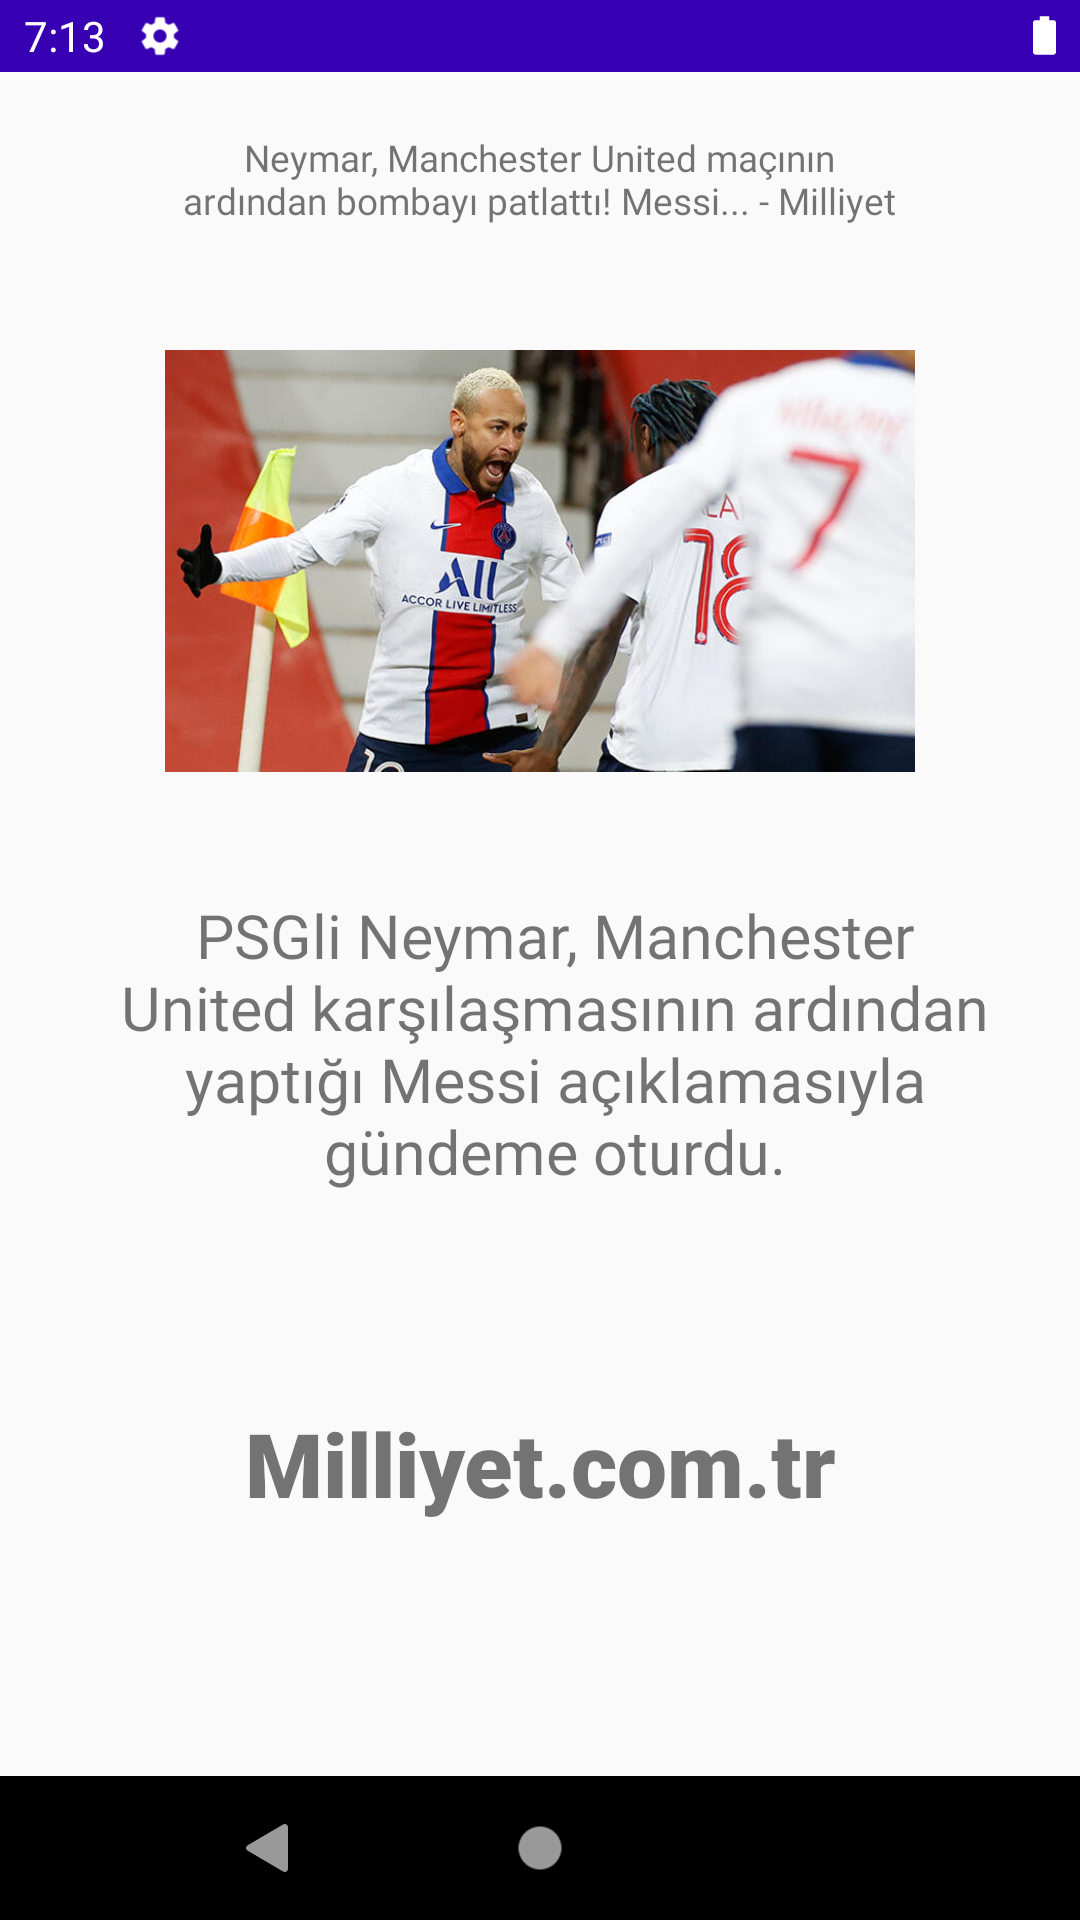 7:13
Neymar, Manchester United maçının
ardından bombayı patlattı! Messi... - Milliyet
7
18
ALL
ACCOR LIVE LIMITLESS
10
PSGli Neymar, Manchester
United karşılaşmasının ardından
yaptığı Messi açıklamasıyla
gündeme oturdu.
Milliyet.com.tr